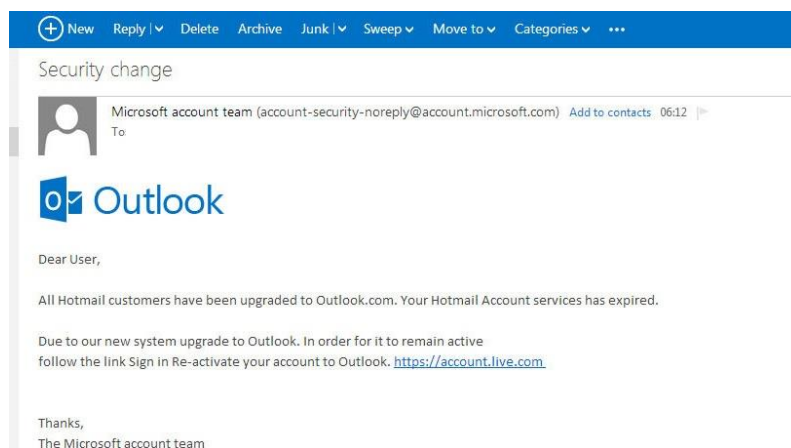 New Reply Delete Archive Junk Sweep Move to Categories •••
Security change
Microsoft account team (account-security-noreply@account.microsoft.com) Add to contacts 06:12
To
Outlook
Dear User,
All Hotmail customers have been upgraded to Outlook.com. Your Hotmail Account services has expired.
Due to our new system upgrade to Outlook. In order for it to remain active
follow the link Sign in Re-activate your account to Outlook. https://account.live.com
Thanks,
The Microsoft account team